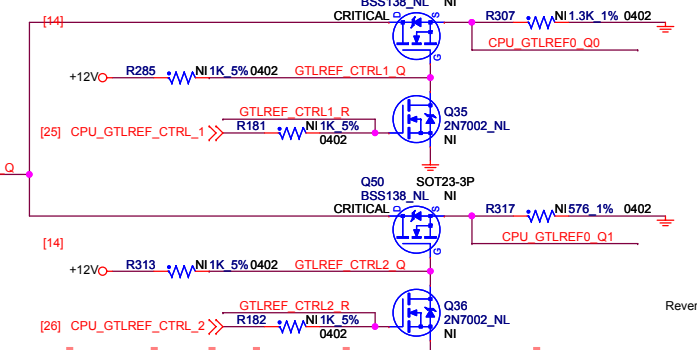 BSS138_NL NI
[14] CRITICAL D S R307 NI 1.3K_1% 0402
CPU_GTLREF0_Q0
G
+12V R285 NI 1K_5% 0402 GTLREF_CTRL1_Q
GTLREF_CTRL1_R Q35
[25] CPU_GTLREF_CTRL_1 R181 NI 1K_5% 2N7002_NL
0402 NI
Q
Q50 SOT23-3P
BSS138_NL NI
CRITICAL D S R317 NI 576_1% 0402
[14] CPU_GTLREF0_Q1
G
+12V R313 NI 1K_5% 0402 GTLREF_CTRL2_Q
GTLREF_CTRL2_R Q36 Rever
[26] CPU_GTLREF_CTRL_2 R182 NI 1K_5% 2N7002_NL
0402 NI